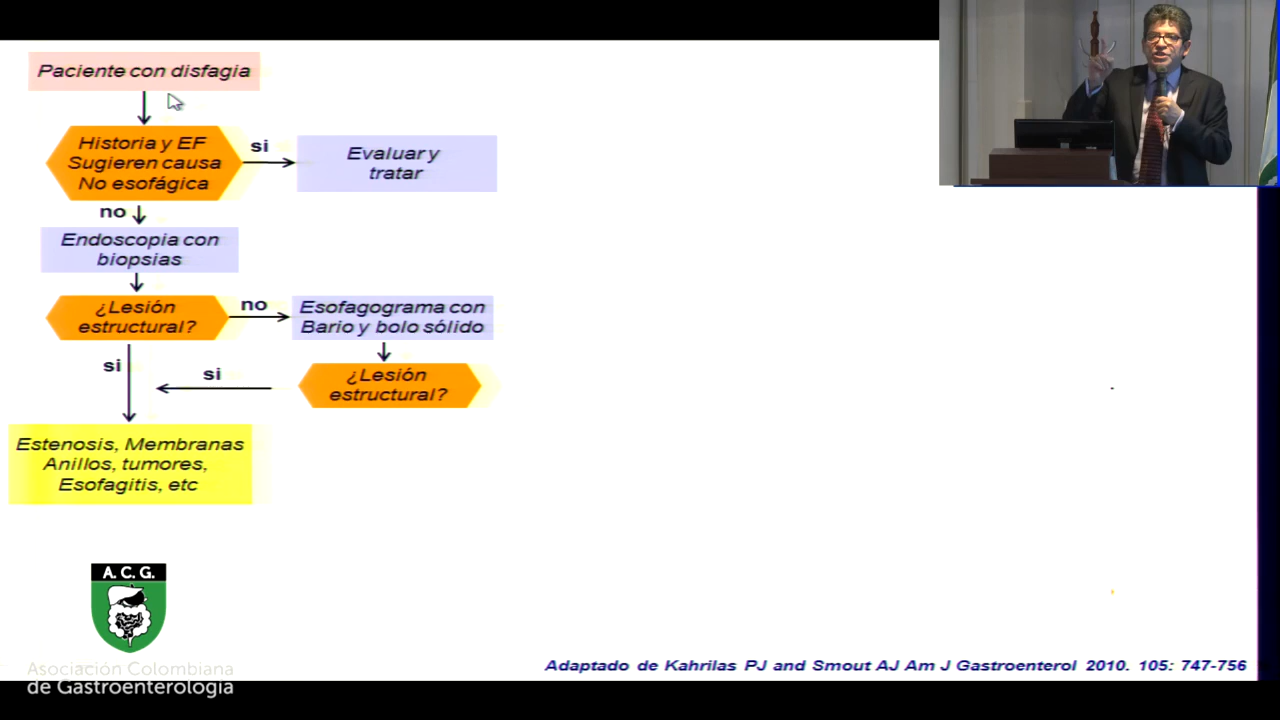 Paciente con disfagia
Historia y EF
Sugieren causa
No esofágica
si
Evaluar y
tratar
no
Endoscopia con
biopsias
¿Lesión
estructural?
no
Esofagograma con
Bario y bolo sólido
si
si
¿Lesión
estructural?
Estenosis, Membranas
Anillos, tumores,
Esofagitis, etc
A. C. G.
Asociación Colombiana
de Gastroenterología
Adaptado de Kahrilas PJ and Smout AJ Am J Gastroenterol 2010. 105: 747-756